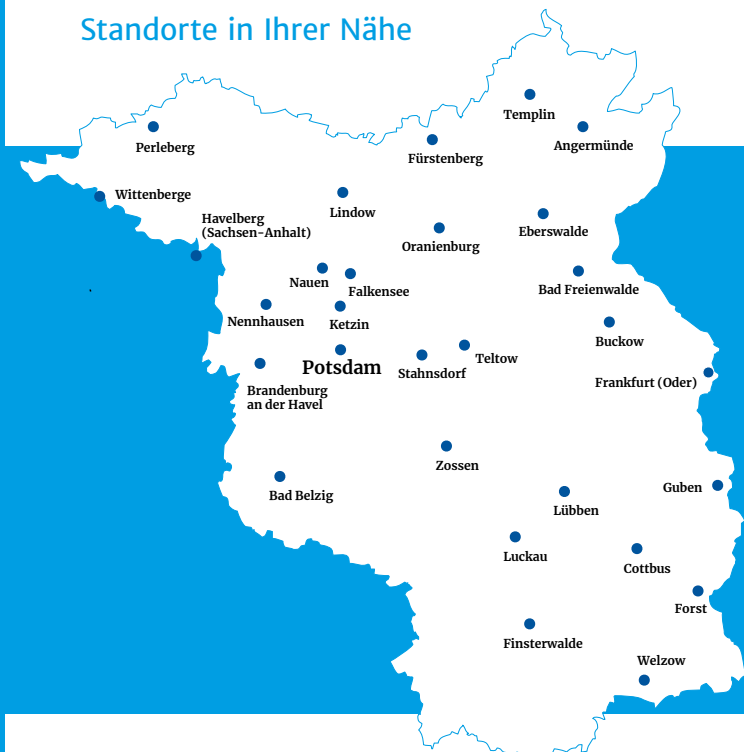 Standorte in Ihrer Nähe
Templin
Perleberg
Angermünde
Fürstenberg
Wittenberge
Lindow
Havelberg
(Sachsen-Anhalt)
Eberswalde
Oranienburg
Nauen
Falkensee
Bad Freienwalde
Nennhausen
Ketzin
Buckow
Potsdam
Stahnsdorf
Teltow
Frankfurt (Oder)
Brandenburg
an der Havel
Zossen
Bad Belzig
Guben
Lübben
Luckau
Cottbus
Forst
Finsterwalde
Welzow